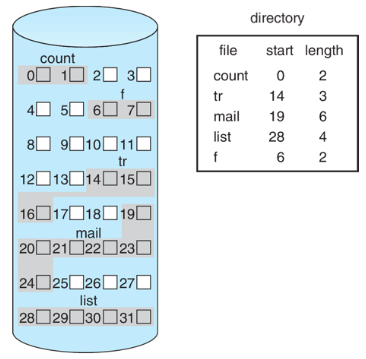 count
0 1 2 3
f
4 5 6 7
8 9 10 11
tr
12 13 14 15
16 17 18 19
mail
20 21 22 23
24 25 26 27
list
28 29 30 31
directory
file start length
count 0 2
tr 14 3
mail 19 6
list 28 4
f 6 2